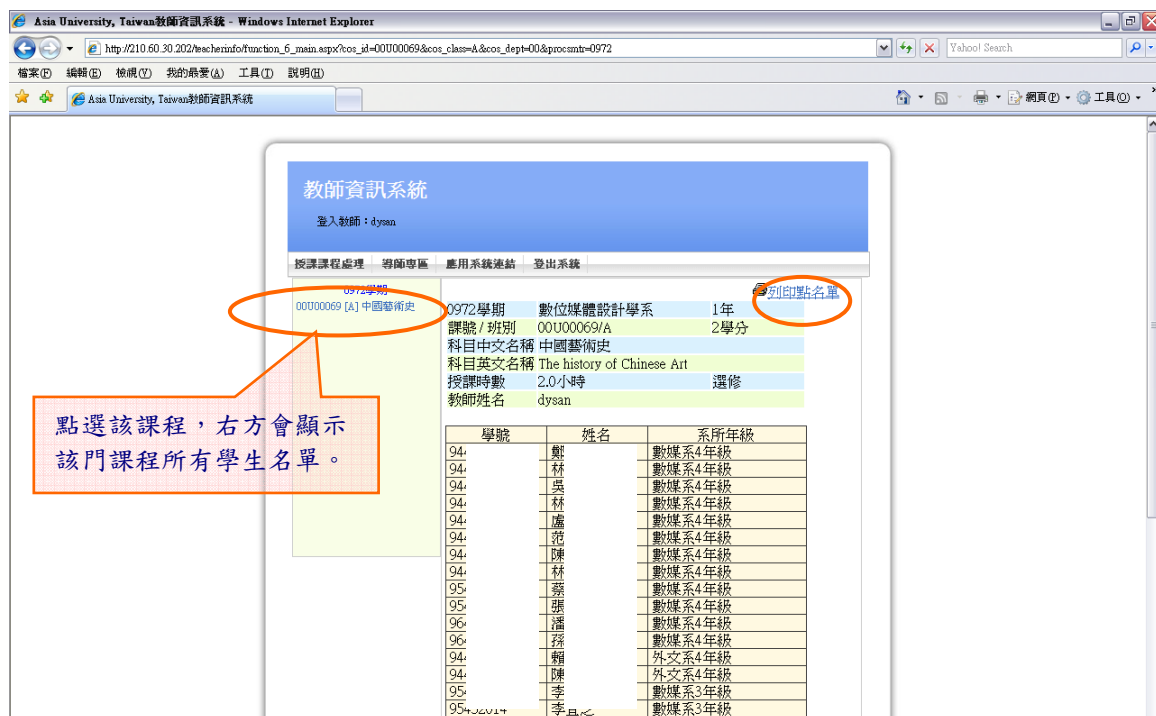 Asia University, Taiwan教師資訊系統 - Windows Internet Explorer
http://210.60.30.202/teacherinfo/function_6_main.aspx?cos_id=00U00069&cos_class=A&cos_dept=00&procsmtr=0972
Yahoo! Search
檔案(F) 編輯(E) 檢視(V) 我的最愛(A) 工具(T) 說明(H)
Asia University, Taiwan教師資訊系統
網頁(P) 工具(O)
教師資訊系統
登入教師：dysan
授課課程處理 導師專區 應用系統連結 登出系統
0972學期
00U00069 [A] 中國藝術史
列印點名單
0972學期 數位媒體設計學系 1年
課號 / 班別 00U00069/A 2學分
科目中文名稱 中國藝術史
科目英文名稱 The history of Chinese Art
授課時數 2.0小時 選修
教師姓名 dysan
點選該課程，右方會顯示
該門課程所有學生名單。
學號 姓名 系所年級
944 鄭 數媒系4年級
944 林 數媒系4年級
944 吳 數媒系4年級
944 林 數媒系4年級
944 盧 數媒系4年級
944 范 數媒系4年級
944 陳 數媒系4年級
944 林 數媒系4年級
954 蔡 數媒系4年級
954 張 數媒系4年級
964 潘 數媒系4年級
964 孫 數媒系4年級
944 賴 外文系4年級
944 陳 外文系4年級
954 李 數媒系3年級
李 數媒系3年級